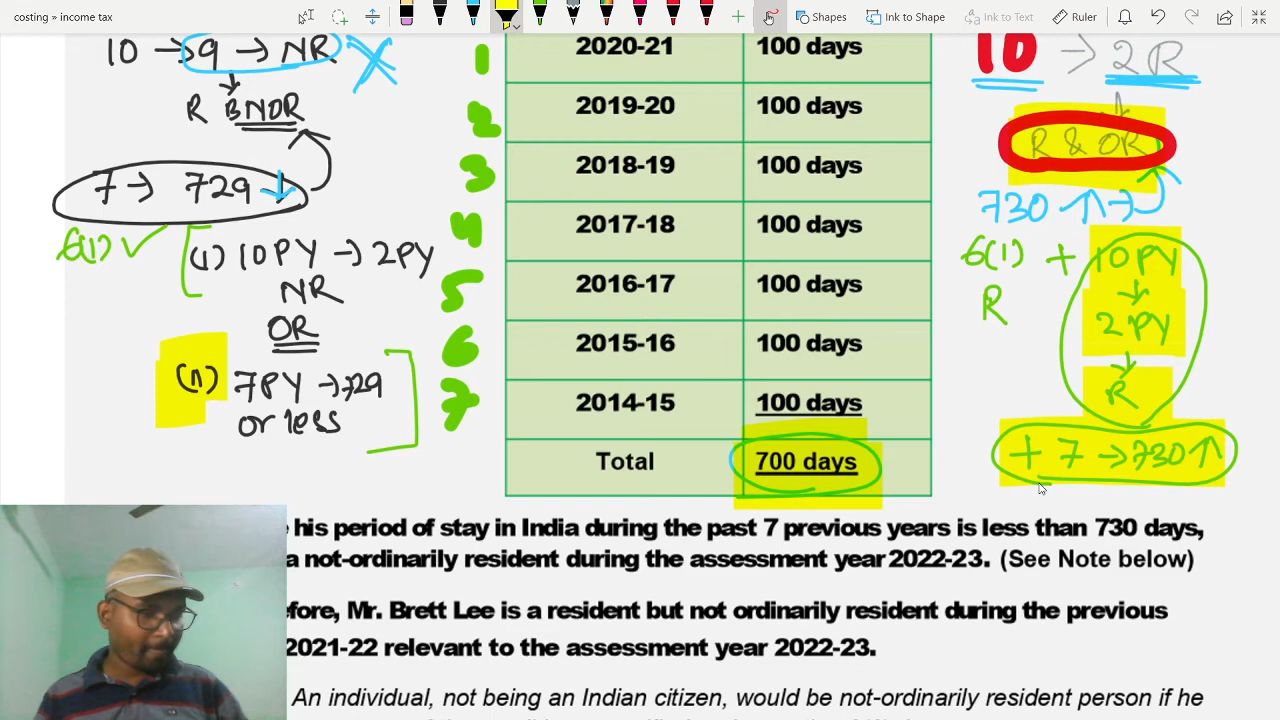 costing » income tax
Shapes
Ink to Shape
Ink to Text
Ruler
10 → 9 → NR
R BNOR
7 → 729 ↓
6(1) ✓
(i) 10 PY → 2 PY
NR
OR
(ii) 7 PY → 729
or less
1
2
3
4
5
6
7
2020-21 100 days
2019-20 100 days
2018-19 100 days
2017-18 100 days
2016-17 100 days
2015-16 100 days
2014-15 100 days
Total 700 days
10 → 2 R
R & OR
730 ↑ →
6(1) + 10 PY
R
2 PY
R
+ 7 → 730 ↑
his period of stay in India during the past 7 previous years is less than 730 days,
a not-ordinarily resident during the assessment year 2022-23. (See Note below)
efore, Mr. Brett Lee is a resident but not ordinarily resident during the previous
2021-22 relevant to the assessment year 2022-23.
An individual, not being an Indian citizen, would be not-ordinarily resident person if he